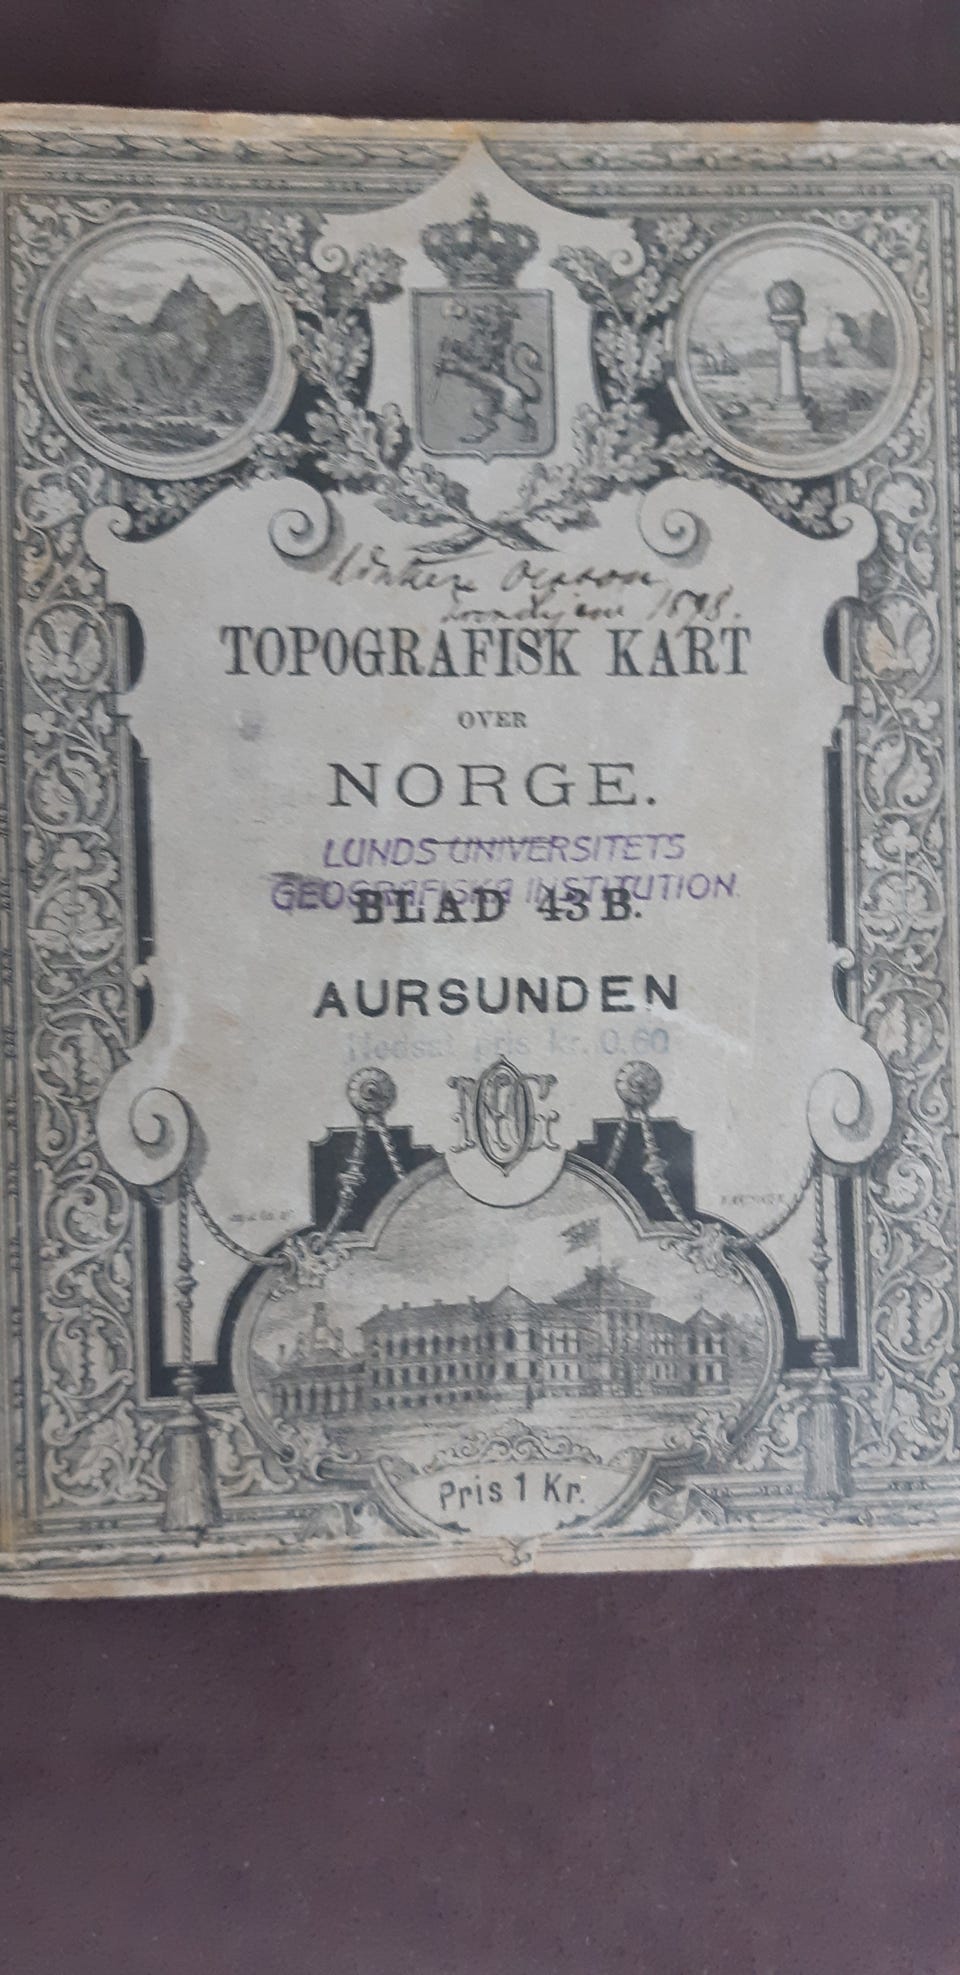 1898.
TOPOGRAFISK KART
OVER
NORGE.
LUNDS UNIVERSITETS
GEOGRAFISKA INSTITUTION.
BLAD 43 B.
AURSUNDEN
Nedsat pris kr. 0.60
Pris 1 Kr.